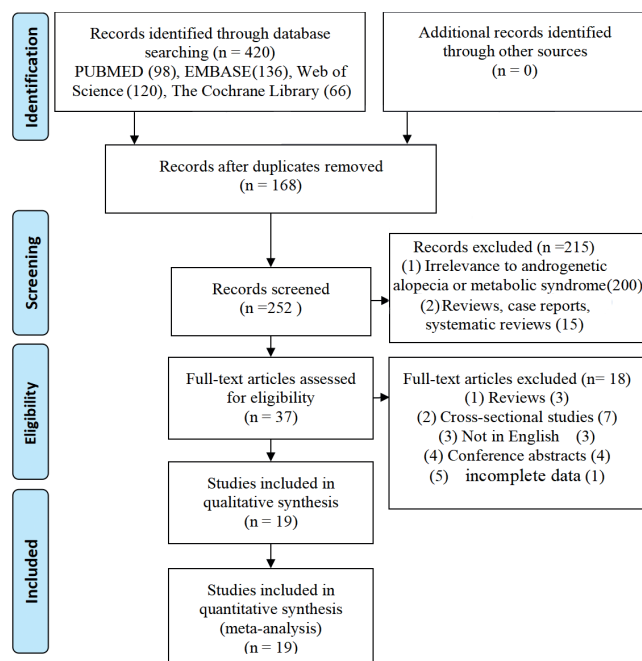 Identification
Records identified through database
searching (n = 420)
PUBMED (98), EMBASE(136), Web of
Science (120), The Cochrane Library (66)
Additional records identified
through other sources
(n = 0)
Records after duplicates removed
(n = 168)
Screening
Records screened
(n =252 )
Records excluded (n =215)
(1) Irrelevance to androgenetic
alopecia or metabolic syndrome(200)
(2) Reviews, case reports,
systematic reviews (15)
Eligibility
Full-text articles assessed
for eligibility
(n = 37)
Full-text articles excluded (n= 18)
(1) Reviews (3)
(2) Cross-sectional studies (7)
(3) Not in English (3)
(4) Conference abstracts (4)
(5) incomplete data (1)
Included
Studies included in
qualitative synthesis
(n = 19)
Studies included in
quantitative synthesis
(meta-analysis)
(n = 19)